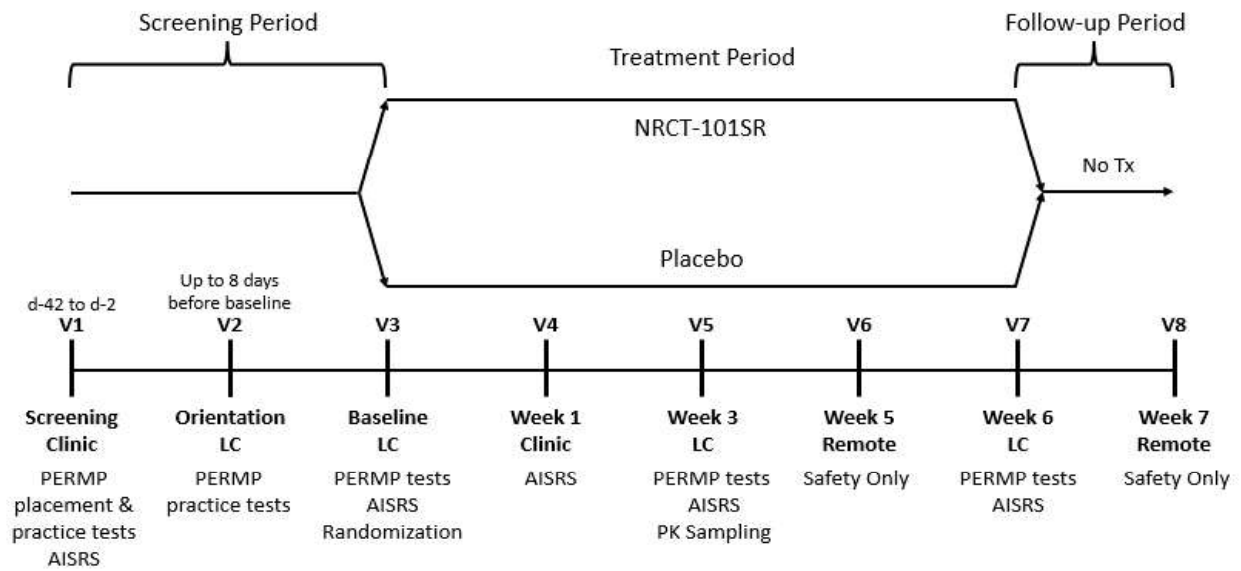 Screening Period
Follow-up Period
Treatment Period
NRCT-101SR
No Tx
Placebo
Up to 8 days
before baseline
d-42 to d-2
V1
V2
V3
V4
V5
V6
V7
V8
Screening
Clinic
PERMP
placement &
practice tests
AISRS
Orientation
LC
PERMP
practice tests
Baseline
LC
PERMP tests
AISRS
Randomization
Week 1
Clinic
AISRS
Week 3
LC
PERMP tests
AISRS
PK Sampling
Week 5
Remote
Safety Only
Week 6
LC
PERMP tests
AISRS
Week 7
Remote
Safety Only